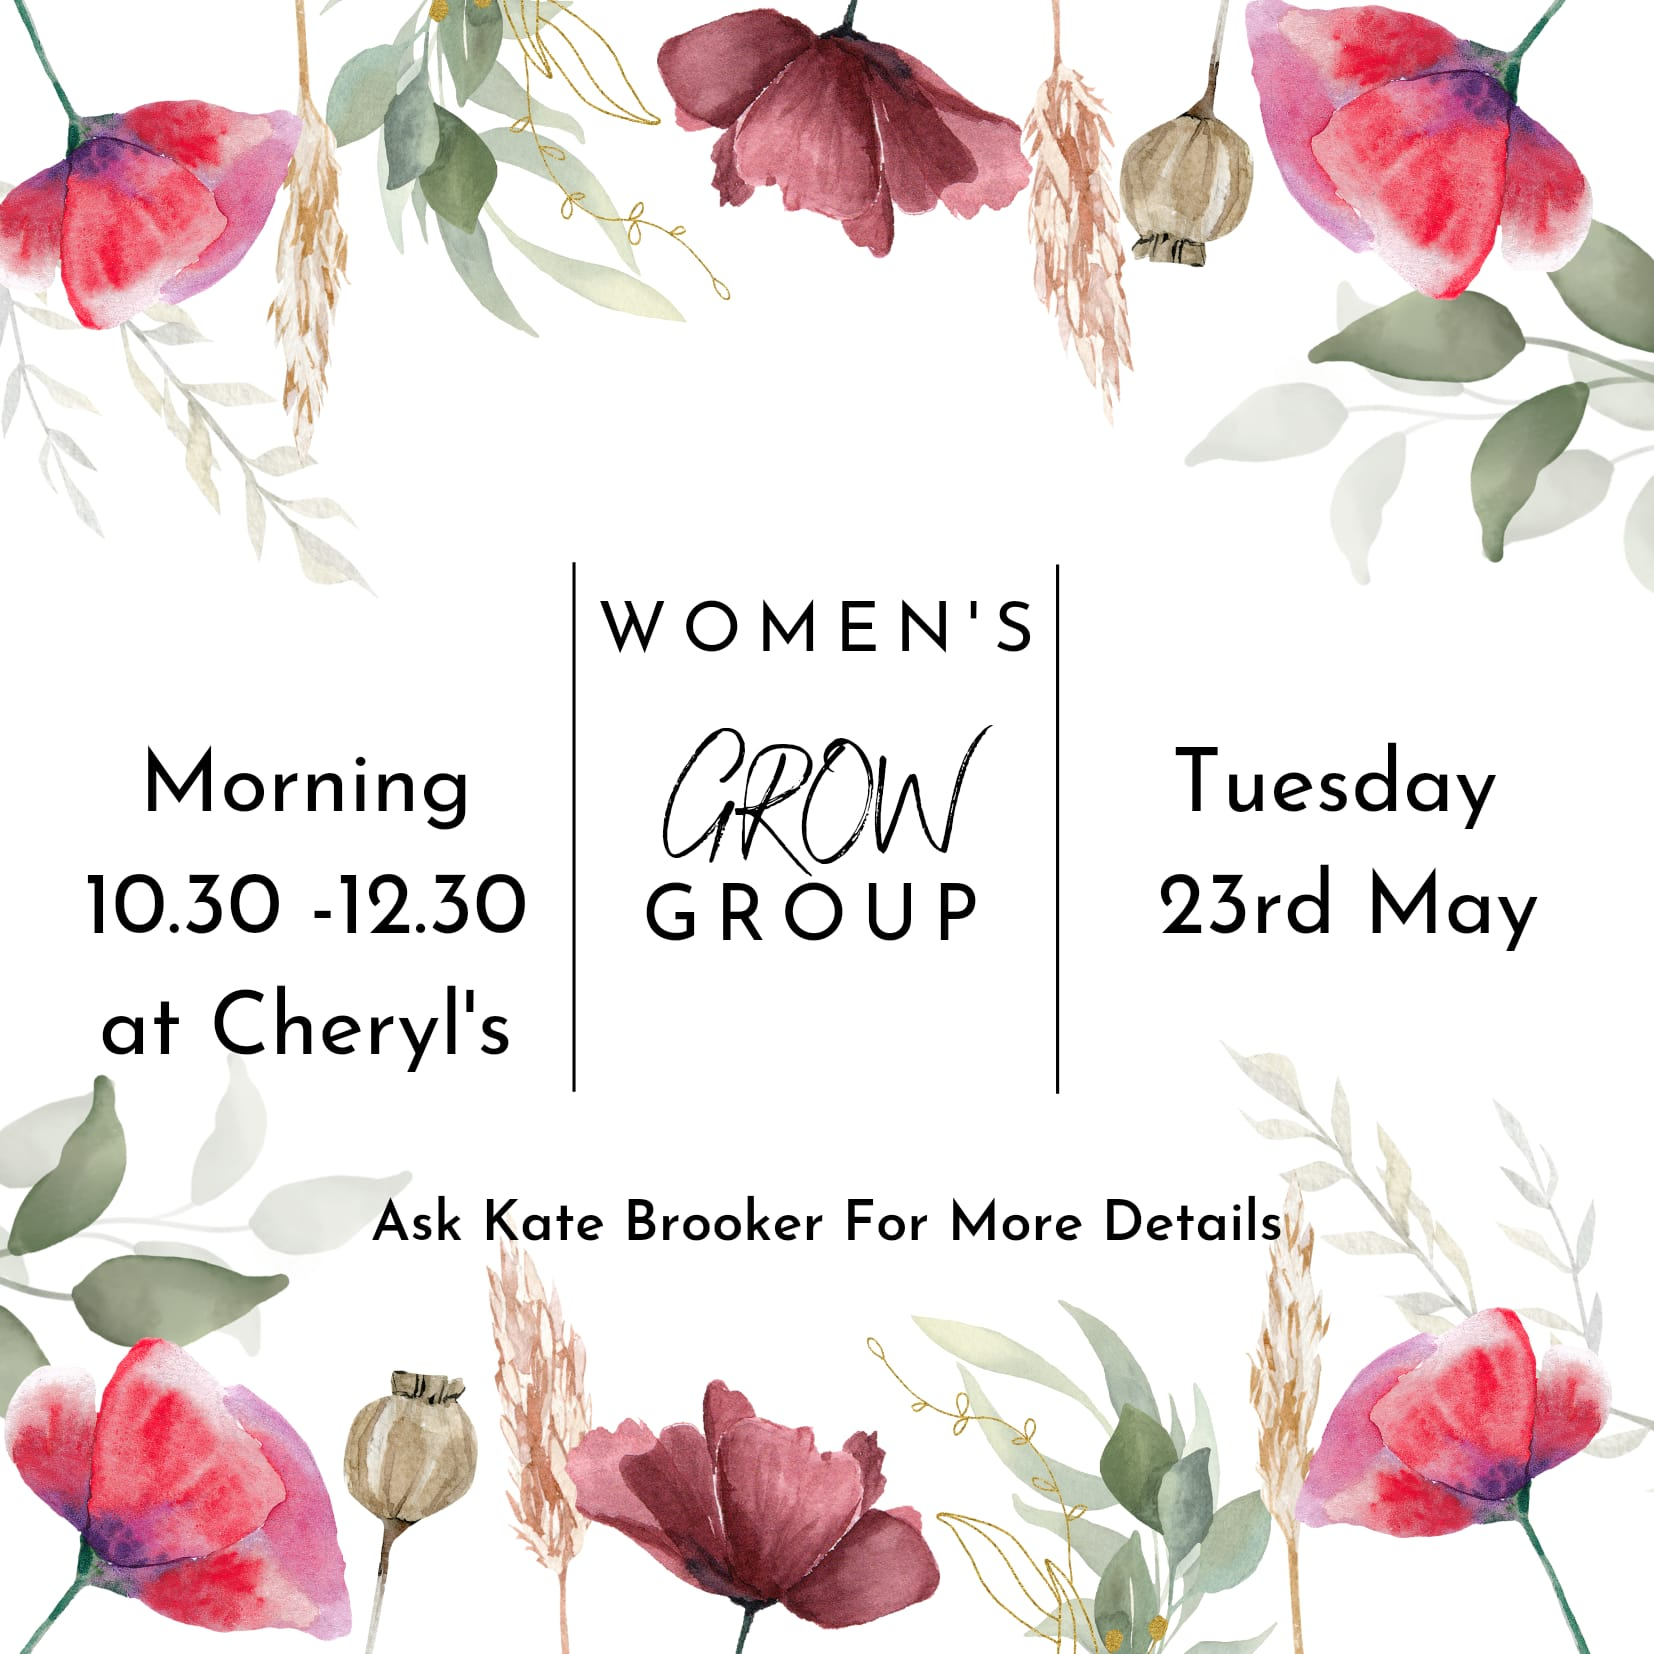 WOMEN'S
GROW
GROUP
Morning
10.30 -12.30
at Cheryl's
Tuesday
23rd May
Ask Kate Brooker For More Details